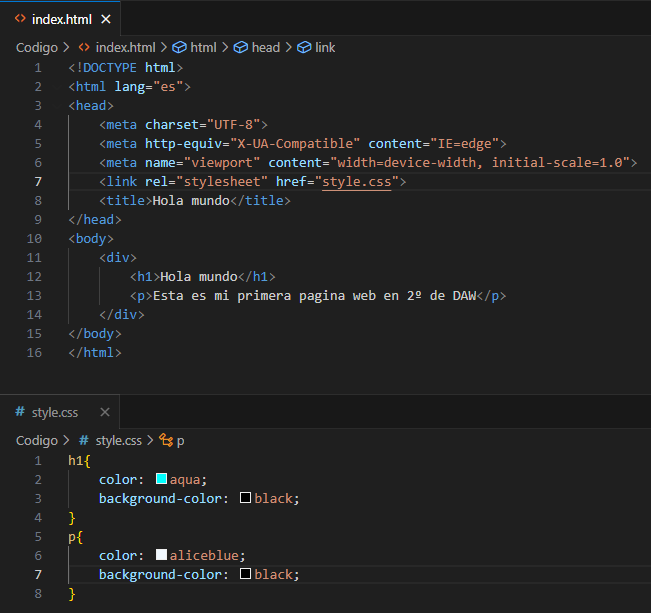 index.html
Codigo > index.html > html > head > link
1 <!DOCTYPE html>
2 <html lang="es">
3 <head>
4 <meta charset="UTF-8">
5 <meta http-equiv="X-UA-Compatible" content="IE=edge">
6 <meta name="viewport" content="width=device-width, initial-scale=1.0">
7 <link rel="stylesheet" href="style.css">
8 <title>Hola mundo</title>
9 </head>
10 <body>
11 <div>
12 <h1>Hola mundo</h1>
13 <p>Esta es mi primera pagina web en 2º de DAW</p>
14 </div>
15 </body>
16 </html>
# style.css
Codigo > # style.css > p
1 h1{
2 color: aqua;
3 background-color: black;
4 }
5 p{
6 color: aliceblue;
7 background-color: black;
8 }